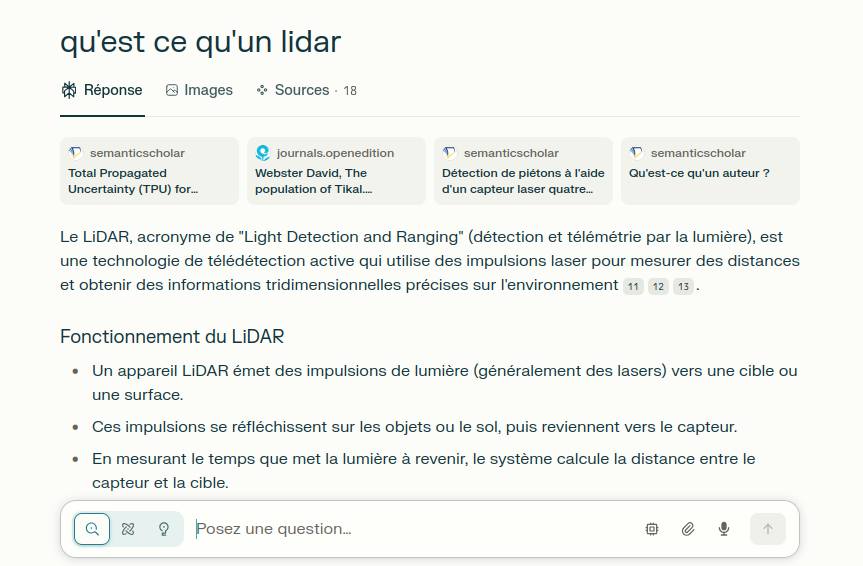 qu'est ce qu'un lidar
Réponse Images Sources · 18
semanticscholar
Total Propagated
Uncertainty (TPU) for...
journals.openedition
Webster David, The
population of Tikal....
semanticscholar
Détection de piétons à l'aide
d'un capteur laser quatre...
semanticscholar
Qu'est-ce qu'un auteur ?
Le LiDAR, acronyme de "Light Detection and Ranging" (détection et télémétrie par la lumière), est
une technologie de télédétection active qui utilise des impulsions laser pour mesurer des distances
et obtenir des informations tridimensionnelles précises sur l'environnement 11 12 13 .
Fonctionnement du LiDAR
• Un appareil LiDAR émet des impulsions de lumière (généralement des lasers) vers une cible ou
une surface.
• Ces impulsions se réfléchissent sur les objets ou le sol, puis reviennent vers le capteur.
• En mesurant le temps que met la lumière à revenir, le système calcule la distance entre le
capteur et la cible.
Posez une question...